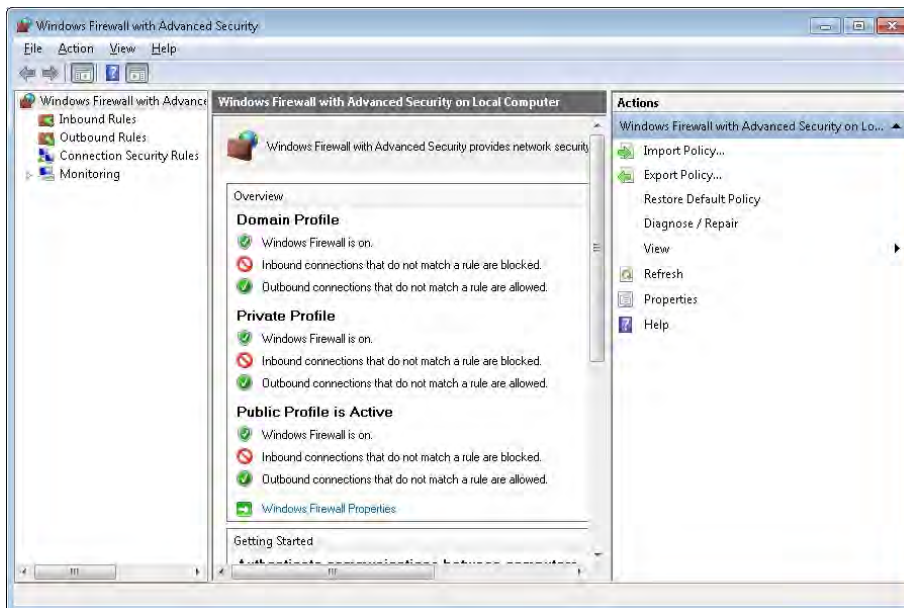 Windows Firewall with Advanced Security
File Action View Help
Windows Firewall with Advance
Inbound Rules
Outbound Rules
Connection Security Rules
Monitoring
Windows Firewall with Advanced Security on Local Computer
Windows Firewall with Advanced Security provides network security
Overview
Domain Profile
Windows Firewall is on.
Inbound connections that do not match a rule are blocked.
Outbound connections that do not match a rule are allowed.
Private Profile
Windows Firewall is on.
Inbound connections that do not match a rule are blocked.
Outbound connections that do not match a rule are allowed.
Public Profile is Active
Windows Firewall is on.
Inbound connections that do not match a rule are blocked.
Outbound connections that do not match a rule are allowed.
Windows Firewall Properties
Getting Started
Authenticate communications between computers
Actions
Windows Firewall with Advanced Security on Lo...
Import Policy...
Export Policy...
Restore Default Policy
Diagnose / Repair
View
Refresh
Properties
Help